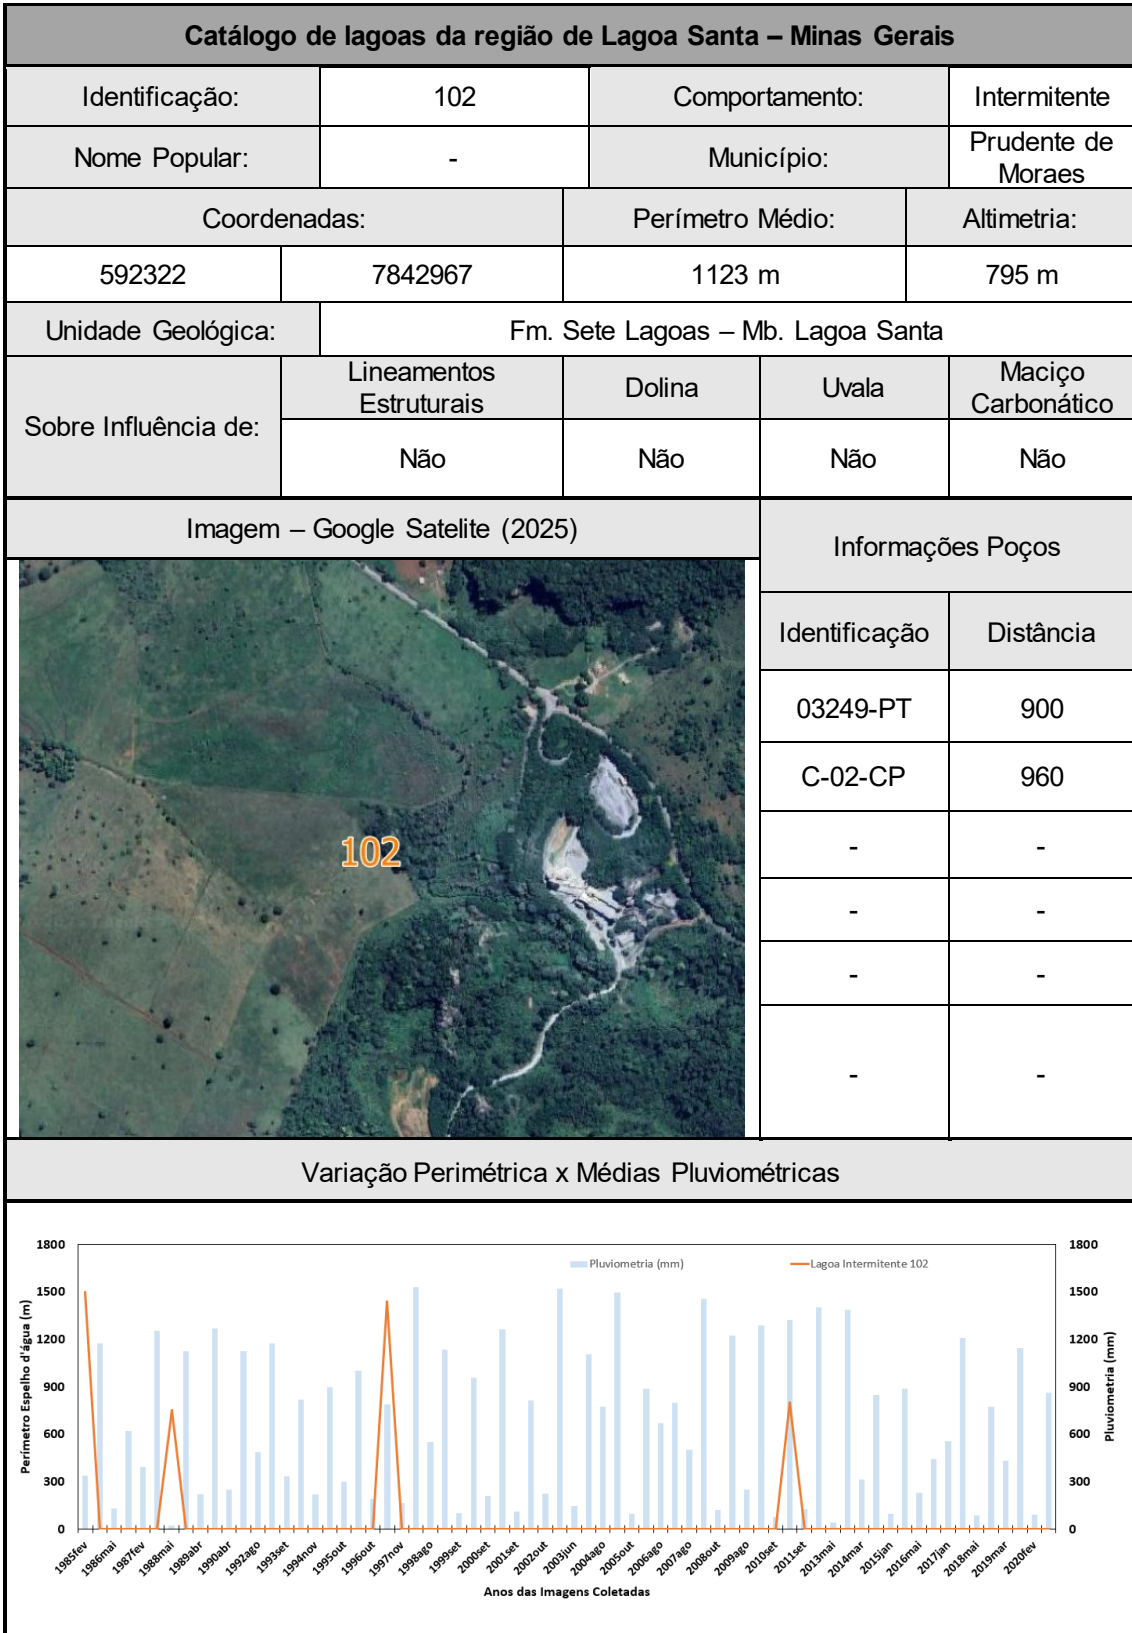 Catálogo de lagoas da região de Lagoa Santa – Minas Gerais
Identificação: 102 Comportamento: Intermitente
Nome Popular: - Município: Prudente de
Moraes
Coordenadas: Perímetro Médio: Altimetria:
592322 7842967 1123 m 795 m
Unidade Geológica: Fm. Sete Lagoas – Mb. Lagoa Santa
Sobre Influência de: Lineamentos
Estruturais Dolina Uvala Maciço
Carbonático
Não Não Não Não
Imagem – Google Satelite (2025) Informações Poços
Identificação Distância
03249-PT 900
C-02-CP 960
- -
- -
- -
- -
102
Variação Perimétrica x Médias Pluviométricas
Pluviometria (mm) Lagoa Intermitente 102
Perímetro Espelho d'água (m)
1800
1500
1200
900
600
300
0
Pluviometria (mm)
1800
1500
1200
900
600
300
0
1985fev 1986mai 1987fev 1988mai 1989abr 1990abr 1992ago 1993set 1994nov 1995out 1996out 1997nov 1998ago 1999set 2000set 2001set 2002out 2003jun 2004ago 2005out 2006ago 2007ago 2008out 2009ago 2010set 2011set 2013mai 2014mar 2015jan 2016mai 2017jan 2018mai 2019mar 2020fev
Anos das Imagens Coletadas